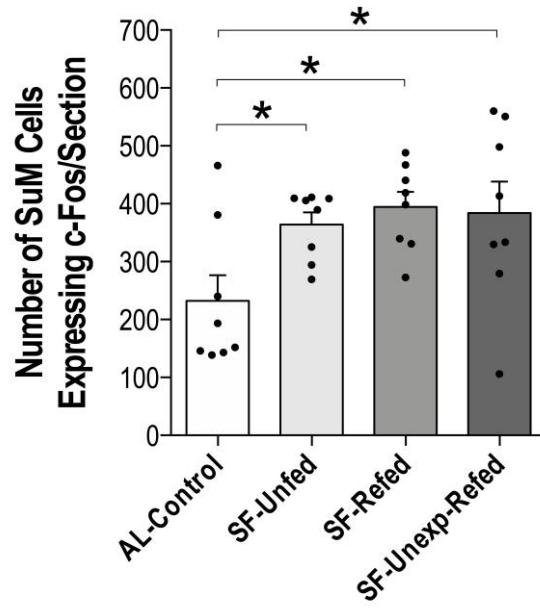 Number of SuM Cells
Expressing c-Fos/Section
700
600
500
400
300
200
100
0
*
*
*
AL-Control
SF-Unfed
SF-Refed
SF-Unexp-Refed